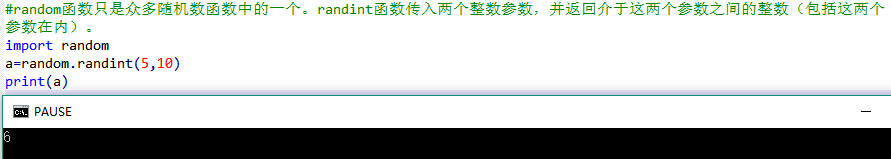 #random函数只是众多随机数函数中的一个。randint函数传入两个整数参数，并返回介于这两个参数之间的整数（包括这两个
参数在内）。
import random
a=random.randint(5,10)
print(a)
C:\. PAUSE
6